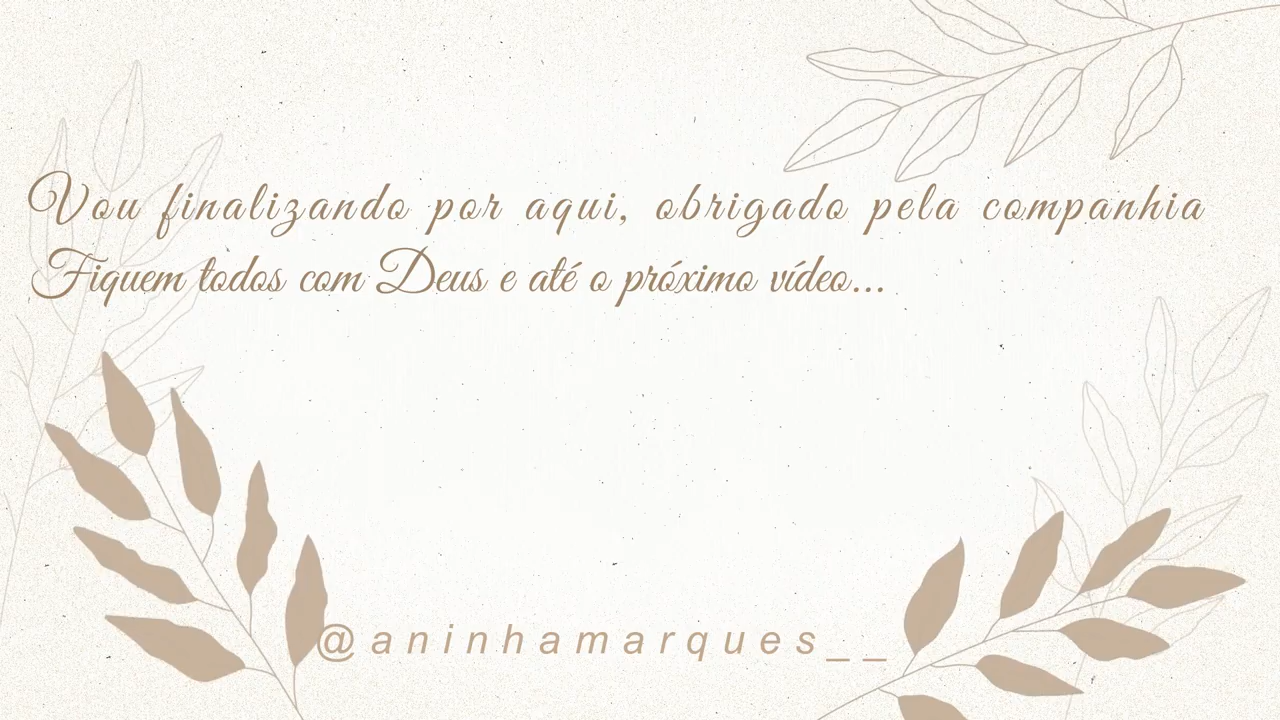 Vou finalizando por aqui, obrigado pela companhia
Fiquem todos com Deus e até o próximo vídeo...
@aninhamarques__